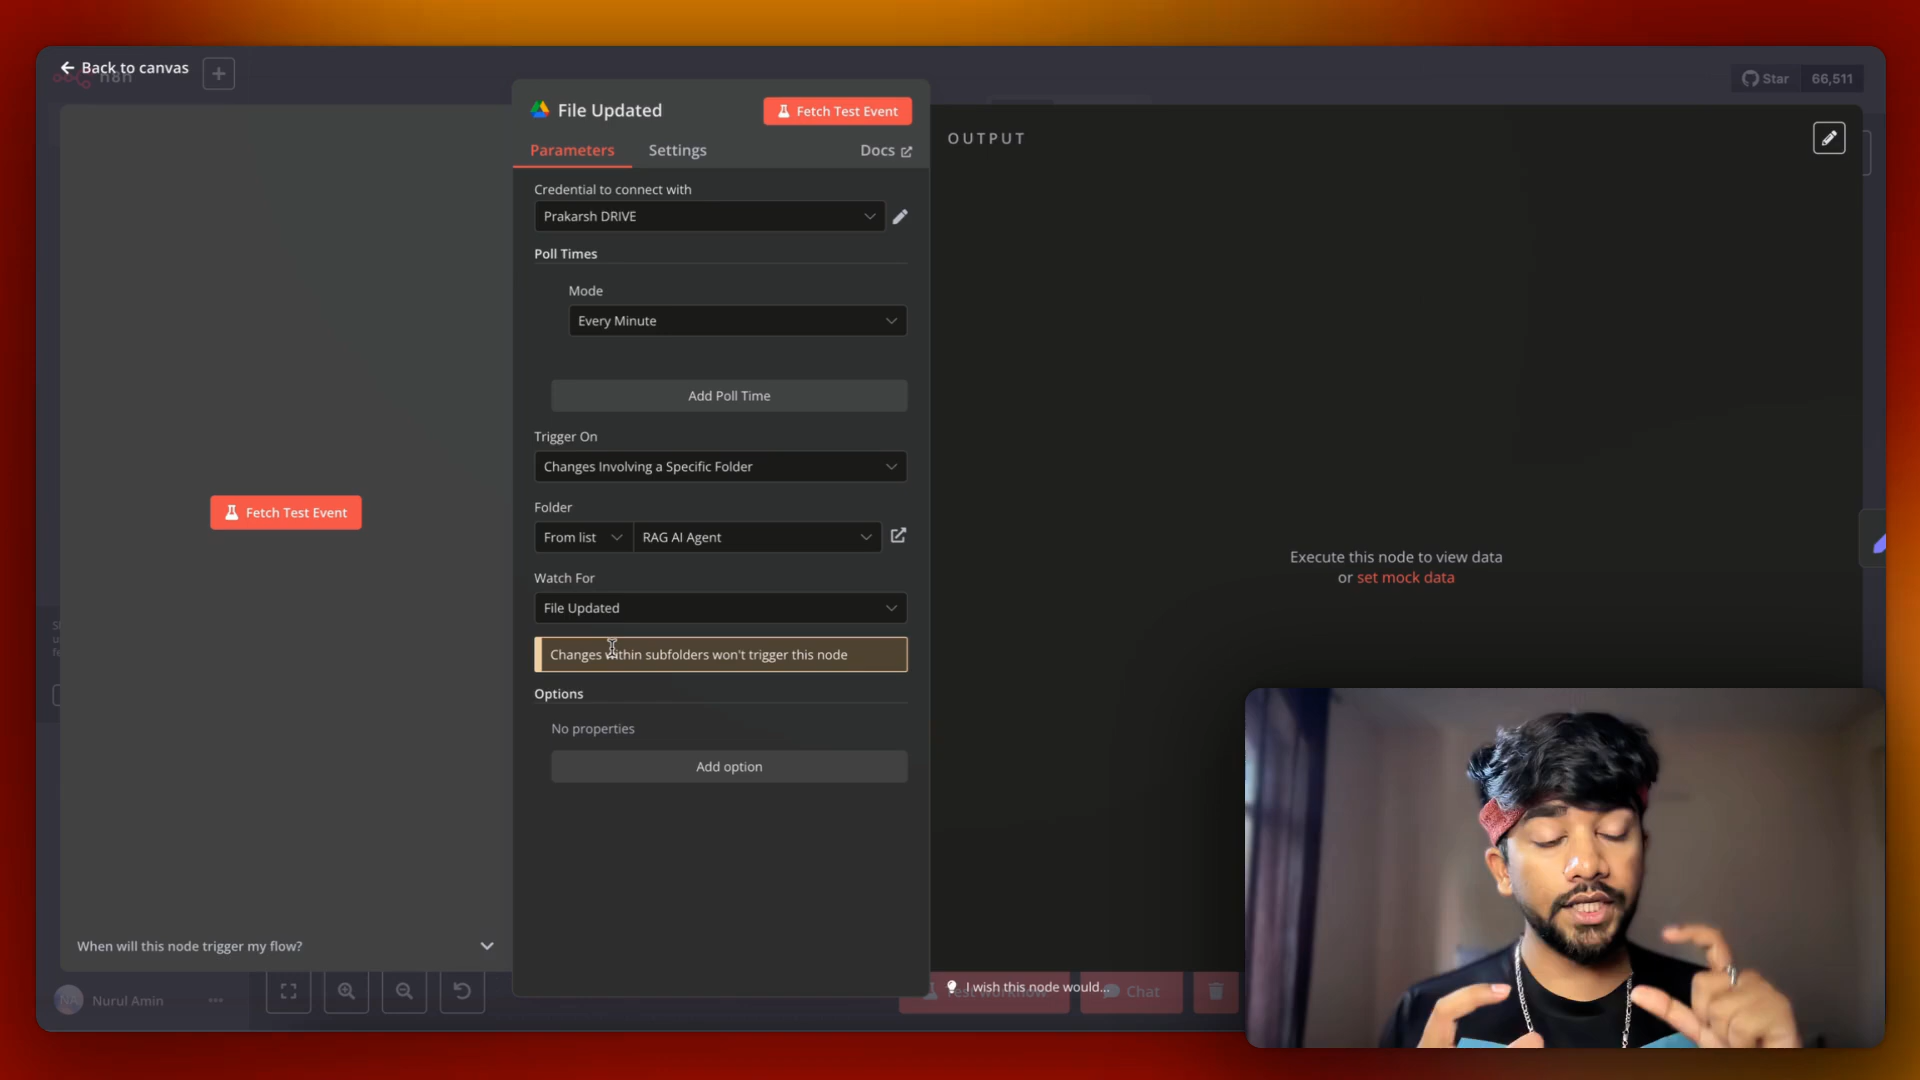 Back to canvas
n8n
Star 66,511
File Updated
Fetch Test Event
Parameters
Settings
Docs
OUTPUT
Credential to connect with
Prakarsh DRIVE
Poll Times
Mode
Every Minute
Add Poll Time
Trigger On
Changes Involving a Specific Folder
Folder
From list
RAG AI Agent
Watch For
File Updated
Changes within subfolders won't trigger this node
Options
No properties
Add option
Fetch Test Event
Execute this node to view data
or set mock data
When will this node trigger my flow?
NA
Nurul Amin
I wish this node would...
Chat